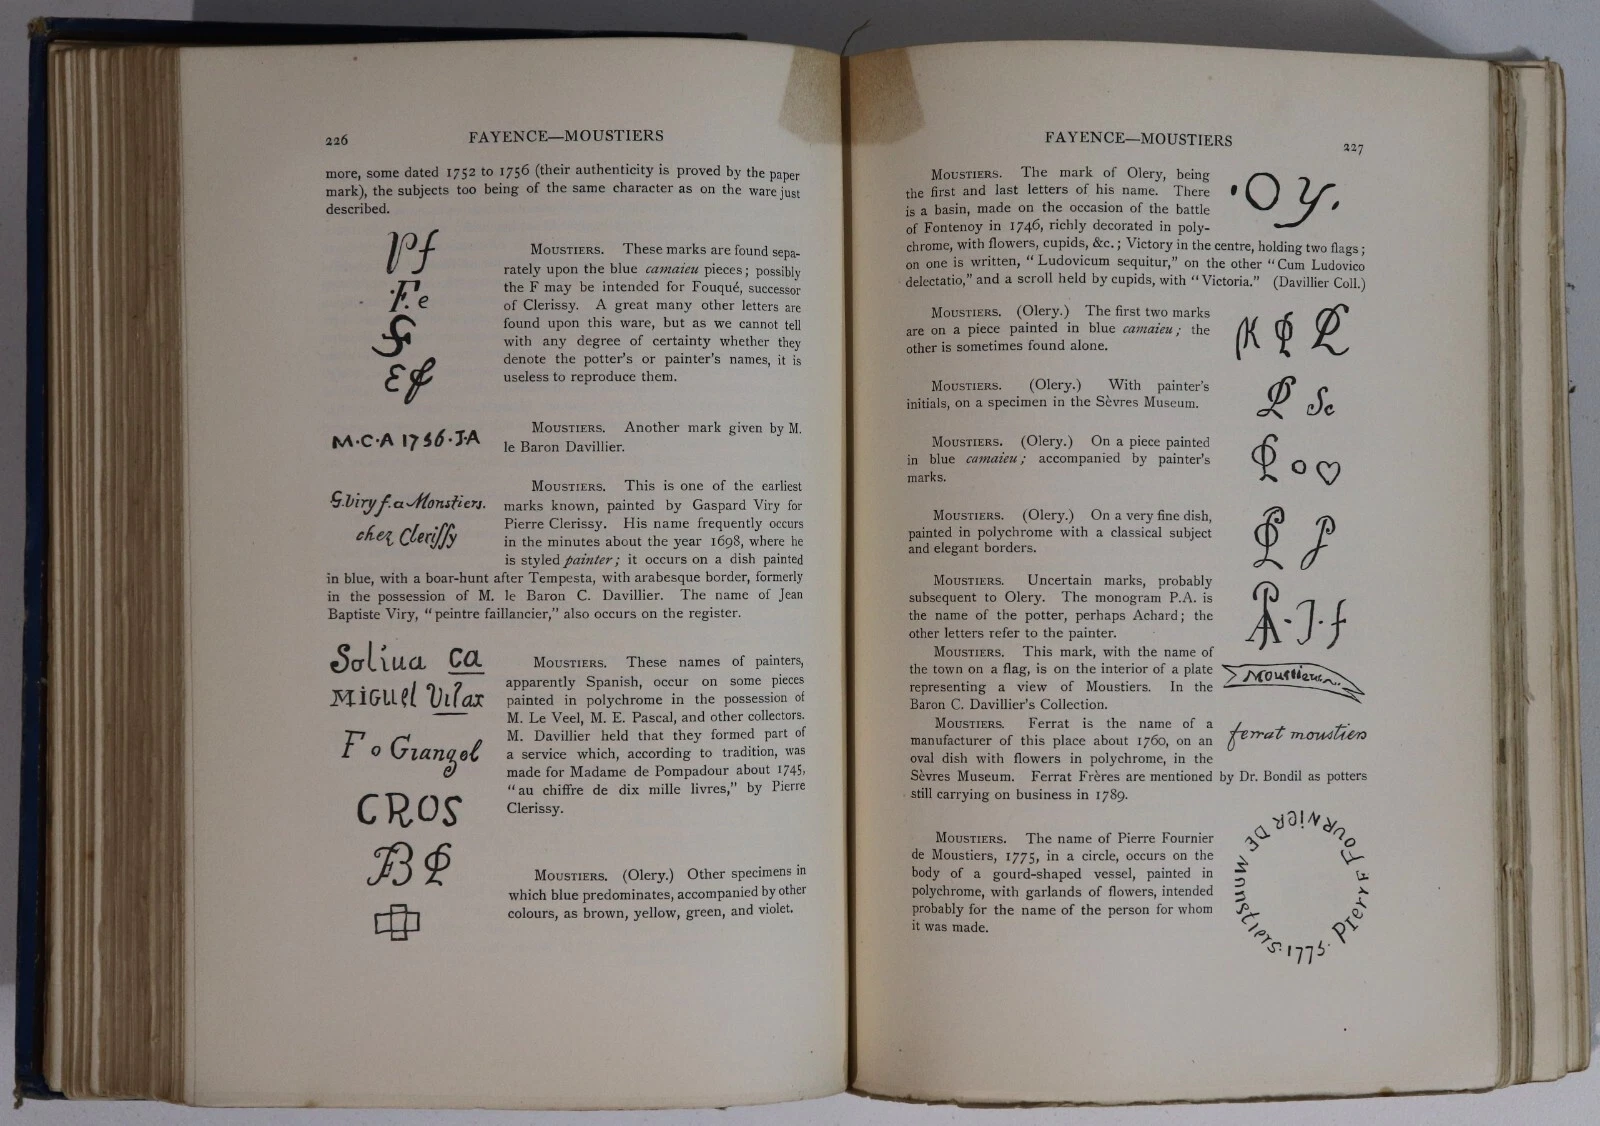 226
FAYENCE—MOUSTIERS
more, some dated 1752 to 1756 (their authenticity is proved by the paper
mark), the subjects too being of the same character as on the ware just
described.
Pf
F.e
Moustiers. These marks are found sepa-
rately upon the blue camaieu pieces; possibly
the F may be intended for Fouqué, successor
of Clerissy. A great many other letters are
found upon this ware, but as we cannot tell
with any degree of certainty whether they
denote the potter's or painter's names, it is
useless to reproduce them.
M·C·A 1756·J·A
Moustiers. Another mark given by M.
le Baron Davillier.
G.viry f. a Moustiers.
chez Cleriſſy
Moustiers. This is one of the earliest
marks known, painted by Gaspard Viry for
Pierre Clerissy. His name frequently occurs
in the minutes about the year 1698, where he
is styled painter; it occurs on a dish painted
in blue, with a boar-hunt after Tempesta, with arabesque border, formerly
in the possession of M. le Baron C. Davillier. The name of Jean
Baptiste Viry, "peintre faillancier," also occurs on the register.
Soliua ca
Miguel Vilax
F o Grangel
CROS
Moustiers. These names of painters,
apparently Spanish, occur on some pieces
painted in polychrome in the possession of
M. Le Veel, M. E. Pascal, and other collectors.
M. Davillier held that they formed part of
a service which, according to tradition, was
made for Madame de Pompadour about 1745,
"au chiffre de dix mille livres," by Pierre
Clerissy.
Moustiers. (Olery.) Other specimens in
which blue predominates, accompanied by other
colours, as brown, yellow, green, and violet.
FAYENCE—MOUSTIERS
227
Moustiers. The mark of Olery, being
the first and last letters of his name. There
is a basin, made on the occasion of the battle
of Fontenoy in 1746, richly decorated in poly-
chrome, with flowers, cupids, &c.; Victory in the centre, holding two flags;
on one is written, "Ludovicum sequitur," on the other "Cum Ludovico
delectatio," and a scroll held by cupids, with "Victoria." (Davillier Coll.)
·Oy.
Moustiers. (Olery.) The first two marks
are on a piece painted in blue camaieu; the
other is sometimes found alone.
Moustiers. (Olery.) With painter's
initials, on a specimen in the Sèvres Museum.
Sc
Moustiers. (Olery.) On a piece painted
in blue camaieu; accompanied by painter's
marks.
Moustiers. (Olery.) On a very fine dish,
painted in polychrome with a classical subject
and elegant borders.
Moustiers. Uncertain marks, probably
subsequent to Olery. The monogram P.A. is
the name of the potter, perhaps Achard; the
other letters refer to the painter.
Moustiers. This mark, with the name of
the town on a flag, is on the interior of a plate
representing a view of Moustiers. In the
Baron C. Davillier's Collection.
Moustiers
Moustiers. Ferrat is the name of a
manufacturer of this place about 1760, on an
oval dish with flowers in polychrome, in the
Sèvres Museum. Ferrat Frères are mentioned by Dr. Bondil as potters
still carrying on business in 1789.
ferrat moustiers
Moustiers. The name of Pierre Fournier
de Moustiers, 1775, in a circle, occurs on the
body of a gourd-shaped vessel, painted in
polychrome, with garlands of flowers, intended
probably for the name of the person for whom
it was made.
Pierre Fournier De Mounstiers·1775·